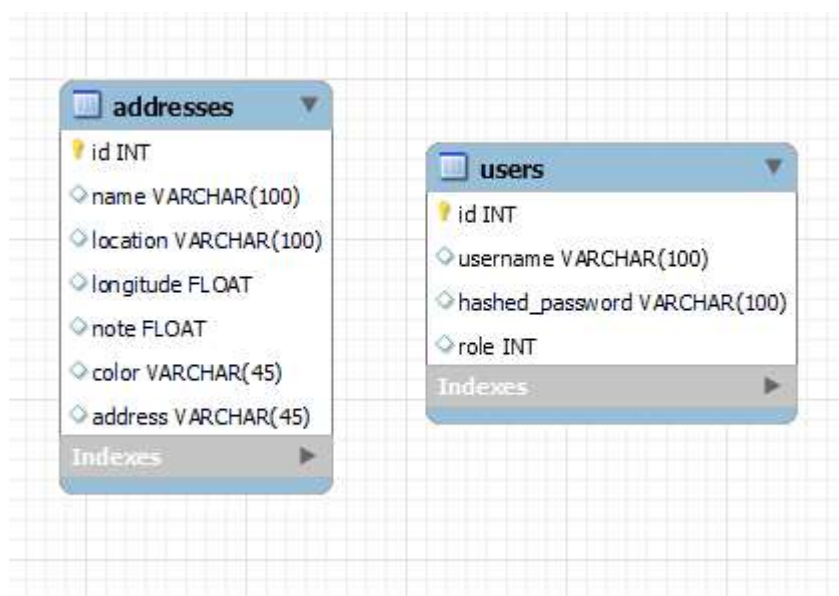 addresses
id INT
name VARCHAR(100)
location VARCHAR(100)
longitude FLOAT
note FLOAT
color VARCHAR(45)
address VARCHAR(45)
Indexes
users
id INT
username VARCHAR(100)
hashed_password VARCHAR(100)
role INT
Indexes